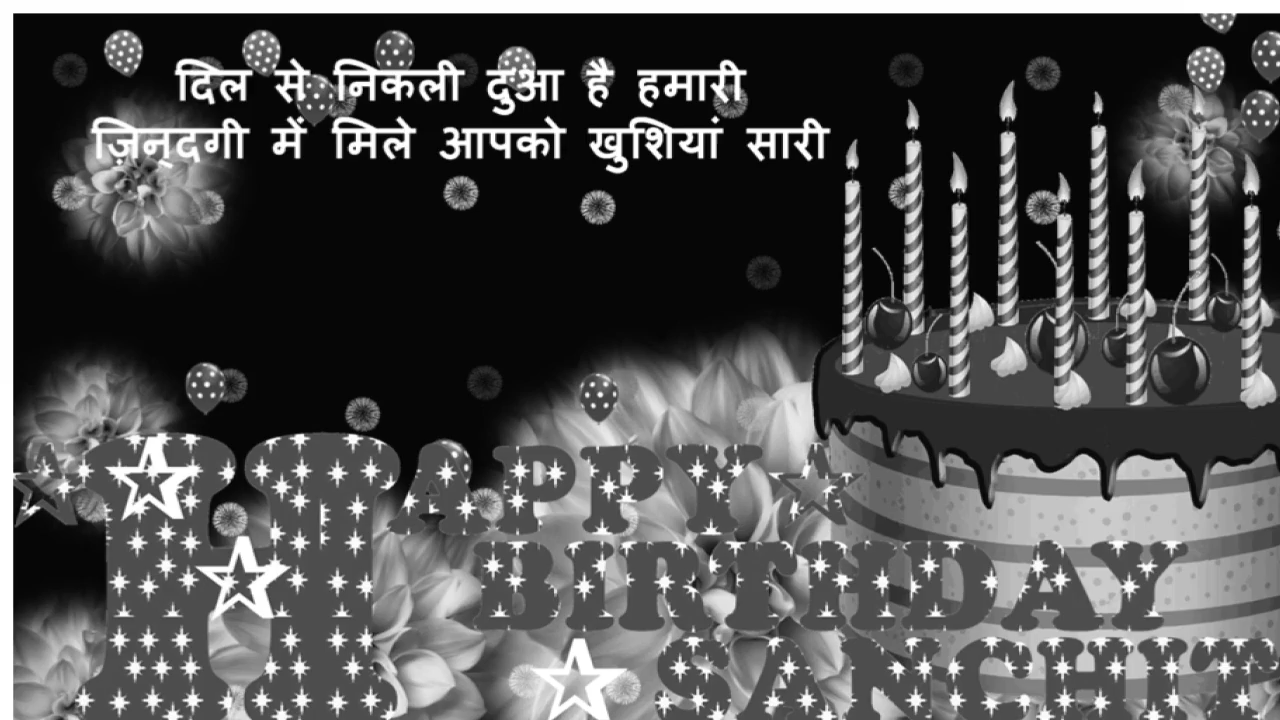 दिल से निकली दुआ है हमारी
ज़िन्दगी में मिले आपको खुशियां सारी
HAPPY
BIRTHDAY
SANCHIT